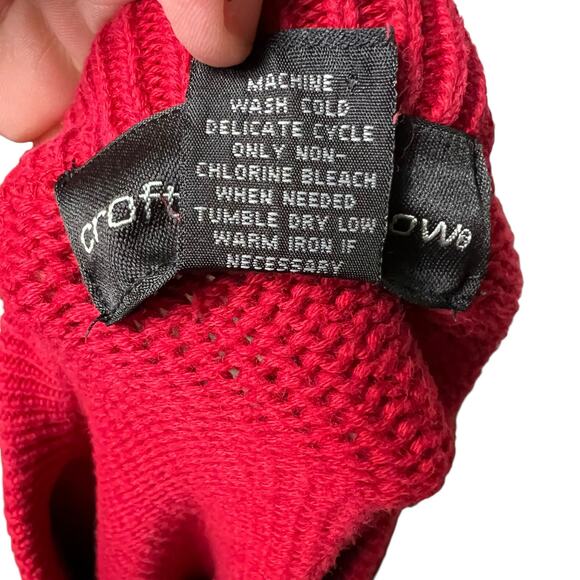 MACHINE
WASH COLD
DELICATE CYCLE
ONLY NON-
CHLORINE BLEACH
WHEN NEEDED
TUMBLE DRY LOW
WARM IRON IF
NECESSARY
croft
ow®